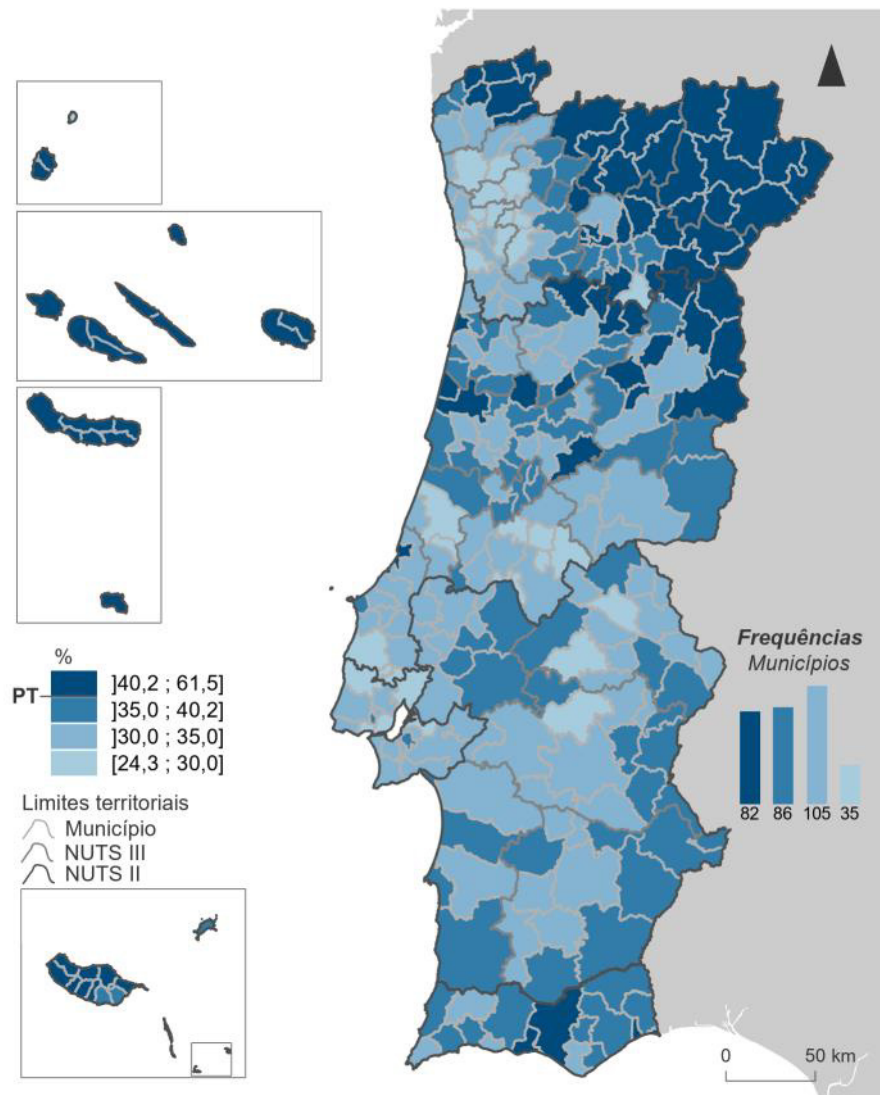 %
PT
]40,2 ; 61,5]
]35,0 ; 40,2]
]30,0 ; 35,0]
[24,3 ; 30,0]
Limites territoriais
Município
NUTS III
NUTS II
Frequências
Municípios
82 86 105 35
0 50 km